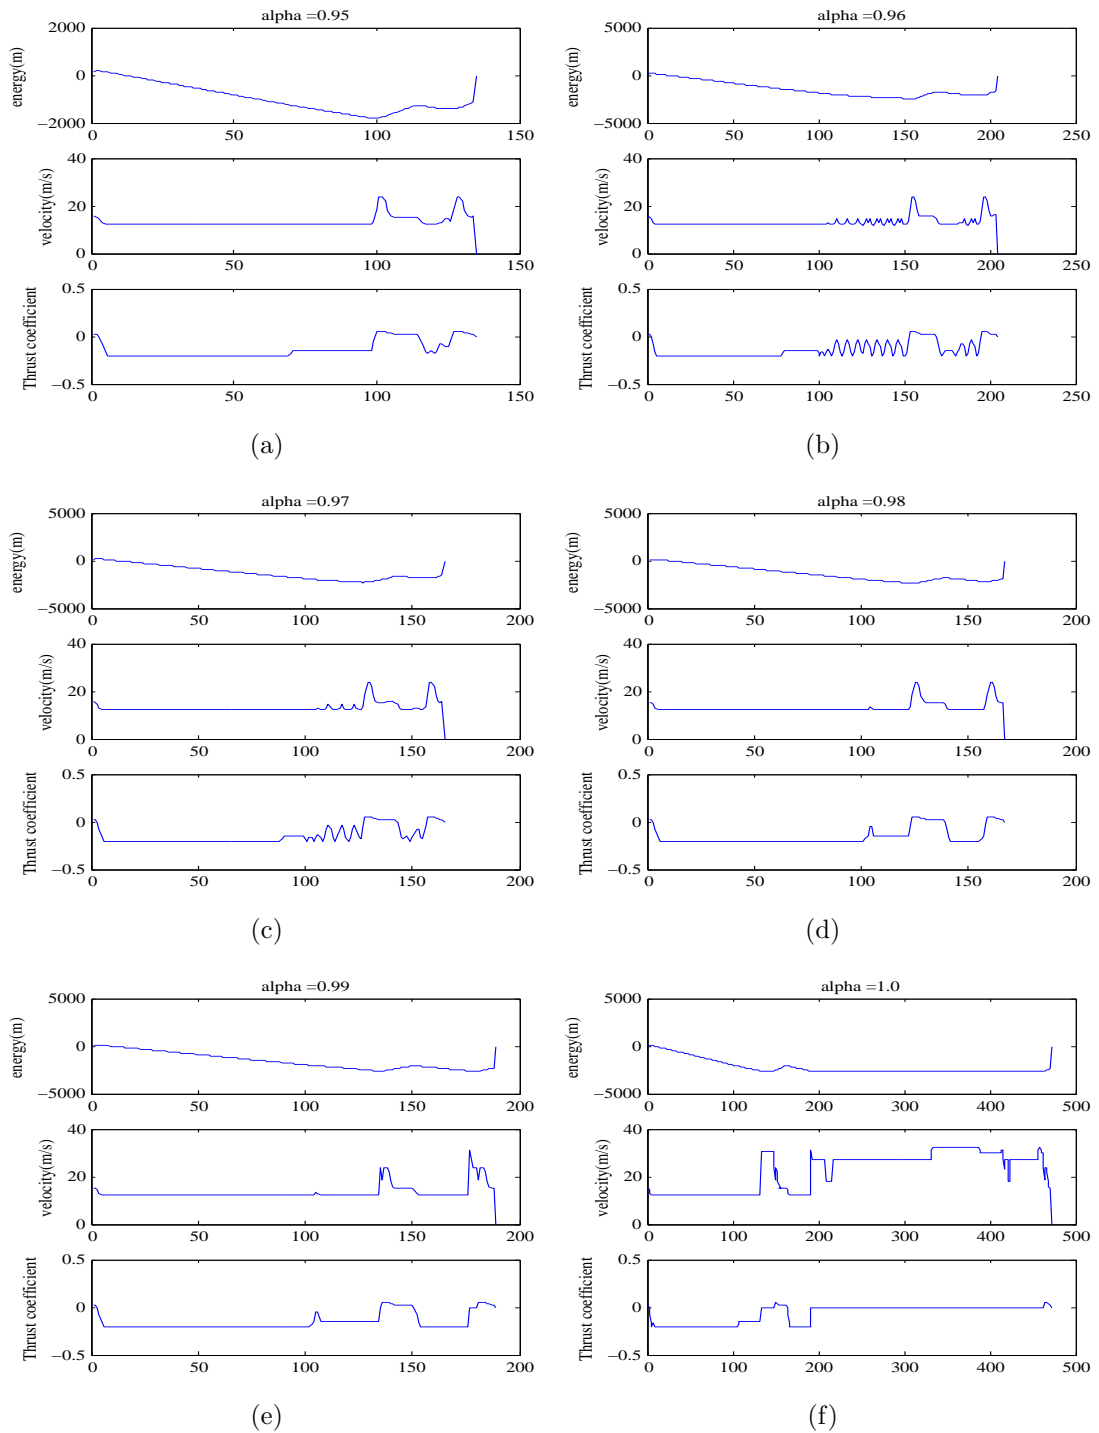 alpha =0.95
energy(m)
2000
0
−2000
0 50 100 150
velocity(m/s)
40
20
0
0 50 100 150
Thrust coefficient
0.5
0
−0.5
0 50 100 150
(a)
alpha =0.96
energy(m)
5000
0
−5000
0 50 100 150 200 250
velocity(m/s)
40
20
0
0 50 100 150 200 250
Thrust coefficient
0.5
0
−0.5
0 50 100 150 200 250
(b)
alpha =0.97
energy(m)
5000
0
−5000
0 50 100 150 200
velocity(m/s)
40
20
0
0 50 100 150 200
Thrust coefficient
0.5
0
−0.5
0 50 100 150 200
(c)
alpha =0.98
energy(m)
5000
0
−5000
0 50 100 150 200
velocity(m/s)
40
20
0
0 50 100 150 200
Thrust coefficient
0.5
0
−0.5
0 50 100 150 200
(d)
alpha =0.99
energy(m)
5000
0
−5000
0 50 100 150 200
velocity(m/s)
40
20
0
0 50 100 150 200
Thrust coefficient
0.5
0
−0.5
0 50 100 150 200
(e)
alpha =1.0
energy(m)
5000
0
−5000
0 100 200 300 400 500
velocity(m/s)
40
20
0
0 100 200 300 400 500
Thrust coefficient
0.5
0
−0.5
0 100 200 300 400 500
(f)